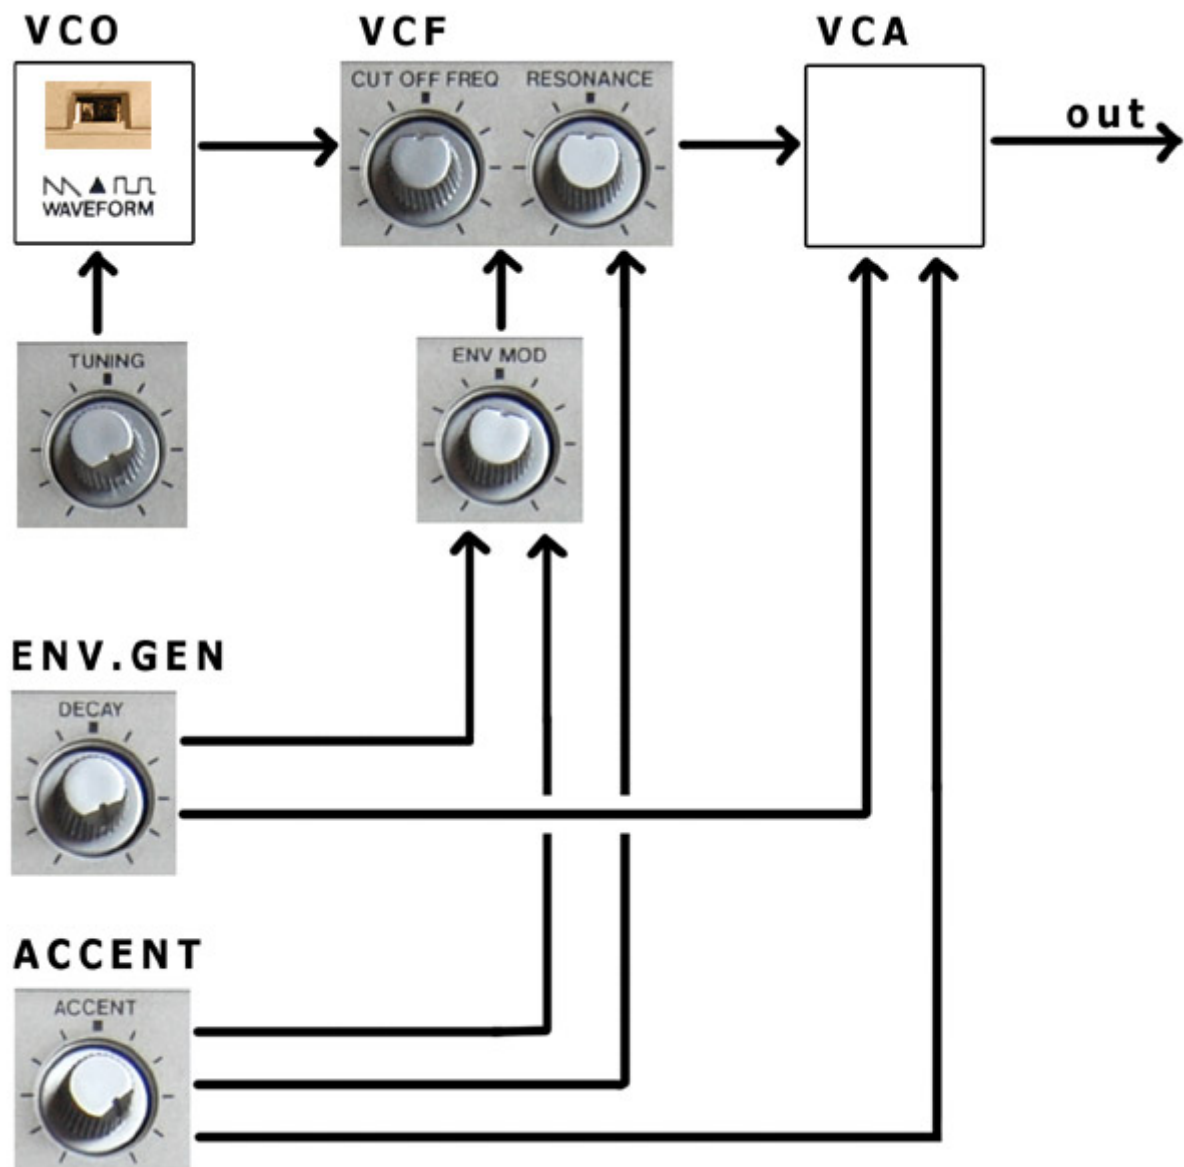 VCO
VCF
VCA
CUT OFF FREQ
RESONANCE
out
WAVEFORM
TUNING
ENV MOD
ENV.GEN
DECAY
ACCENT
ACCENT